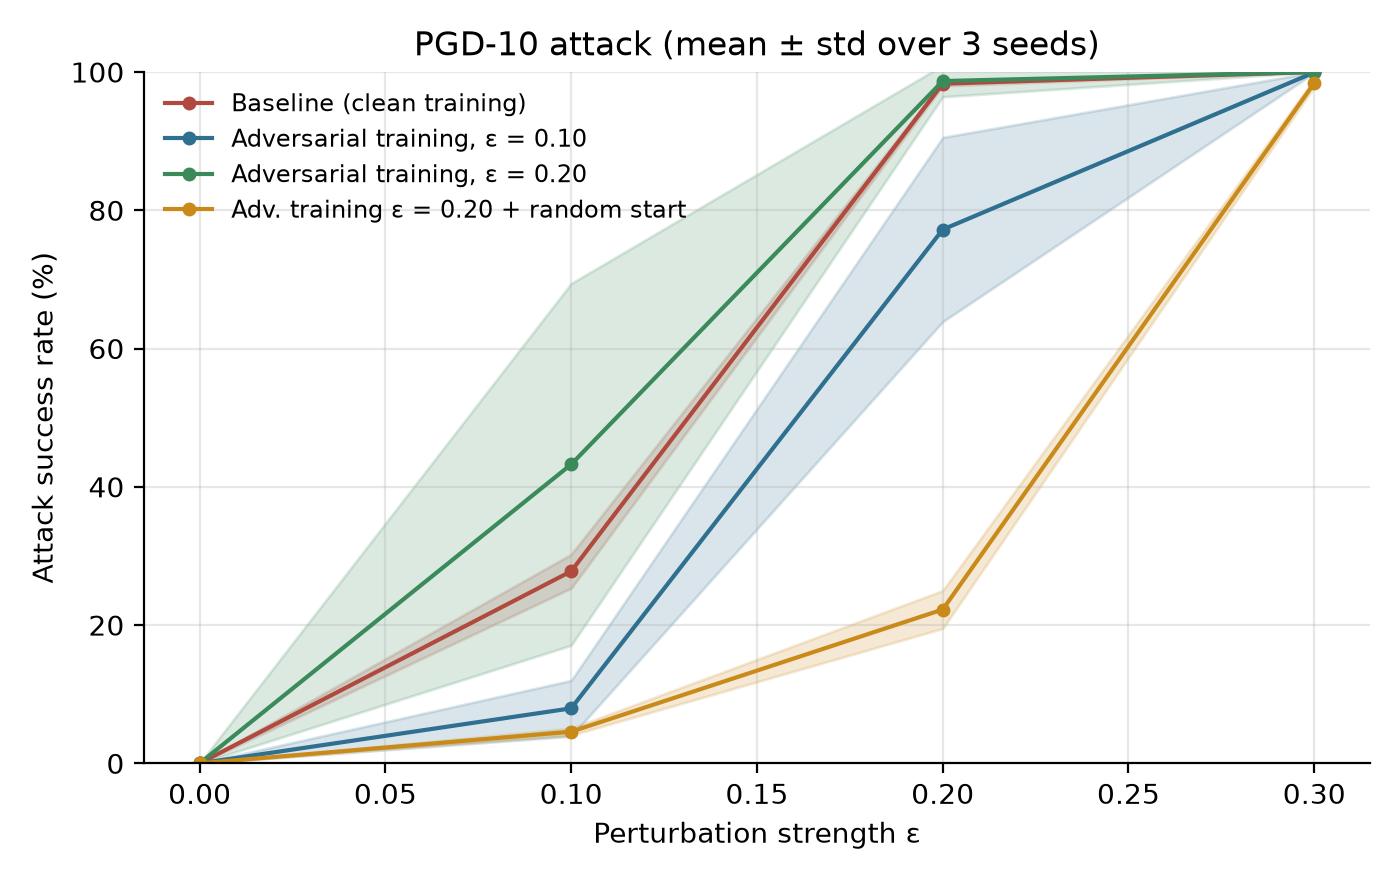 PGD-10 attack (mean ± std over 3 seeds)
100
80
60
40
20
0
Attack success rate (%)
Baseline (clean training)
Adversarial training, ε = 0.10
Adversarial training, ε = 0.20
Adv. training ε = 0.20 + random start
0.00 0.05 0.10 0.15 0.20 0.25 0.30
Perturbation strength ε